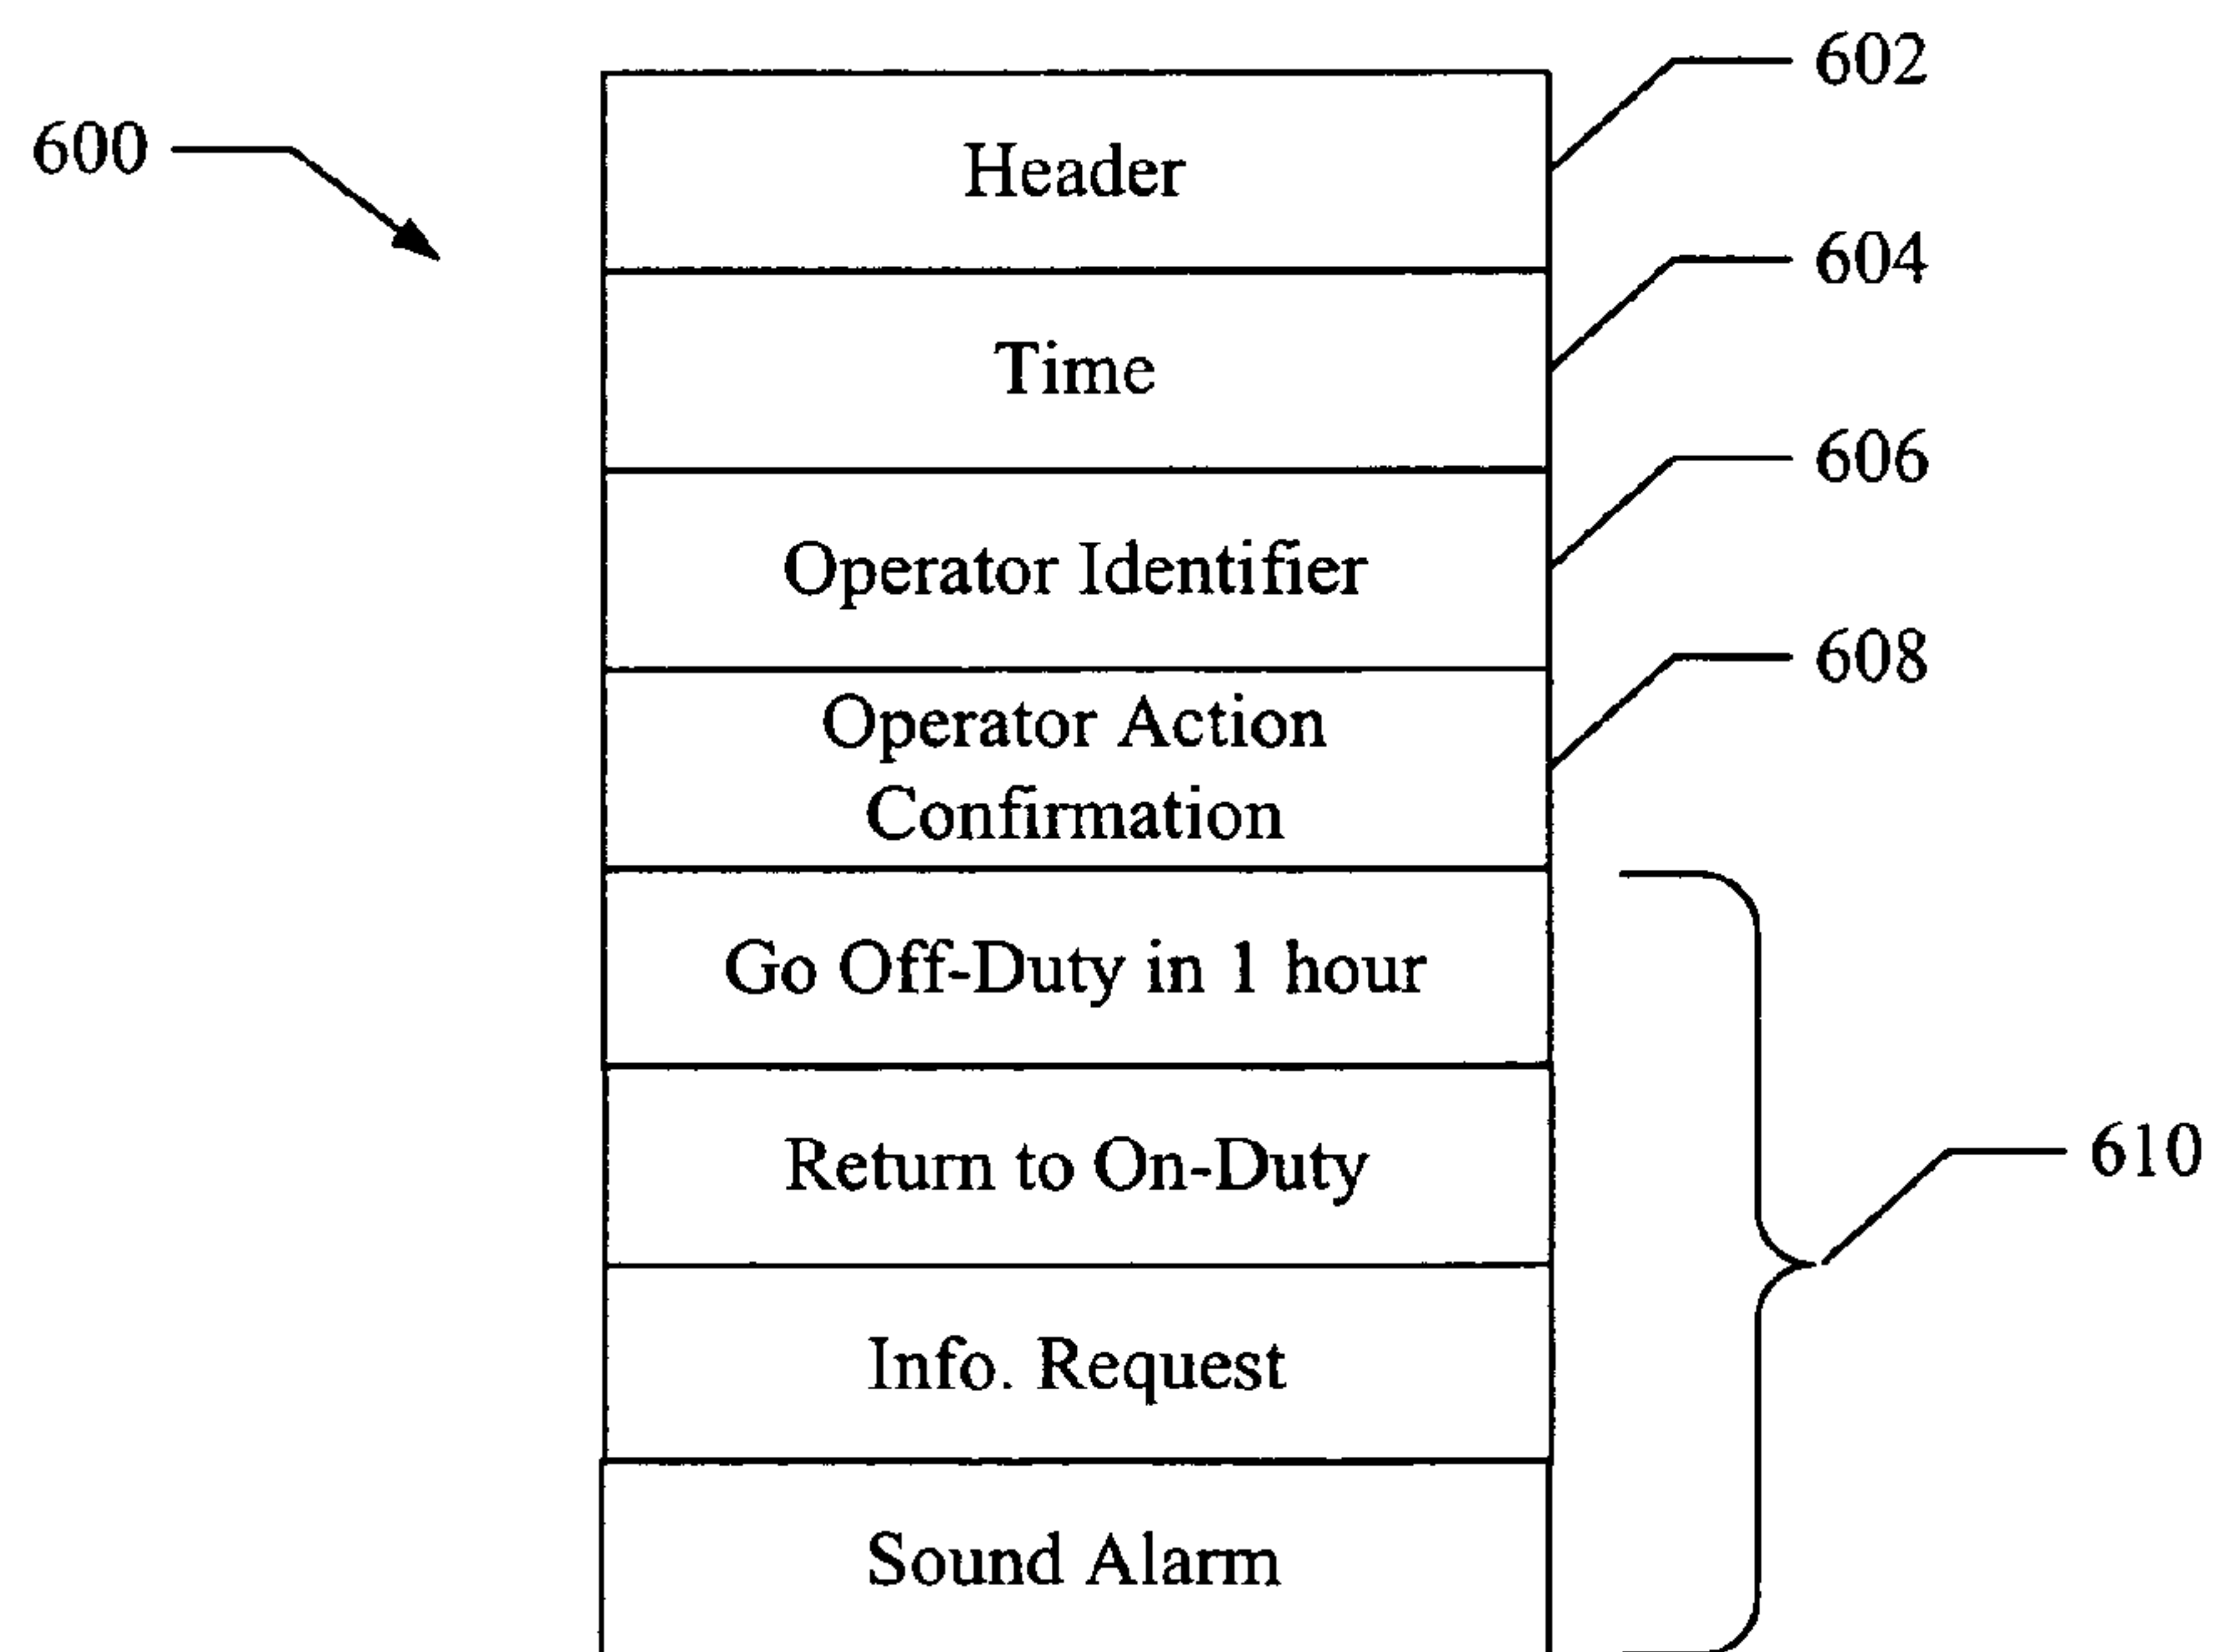 602
600
Header
604
Time
606
Operator Identifier
608
Operator Action
Confirmation
Go Off-Duty in 1 hour
Return to On-Duty
610
Info. Request
Sound Alarm